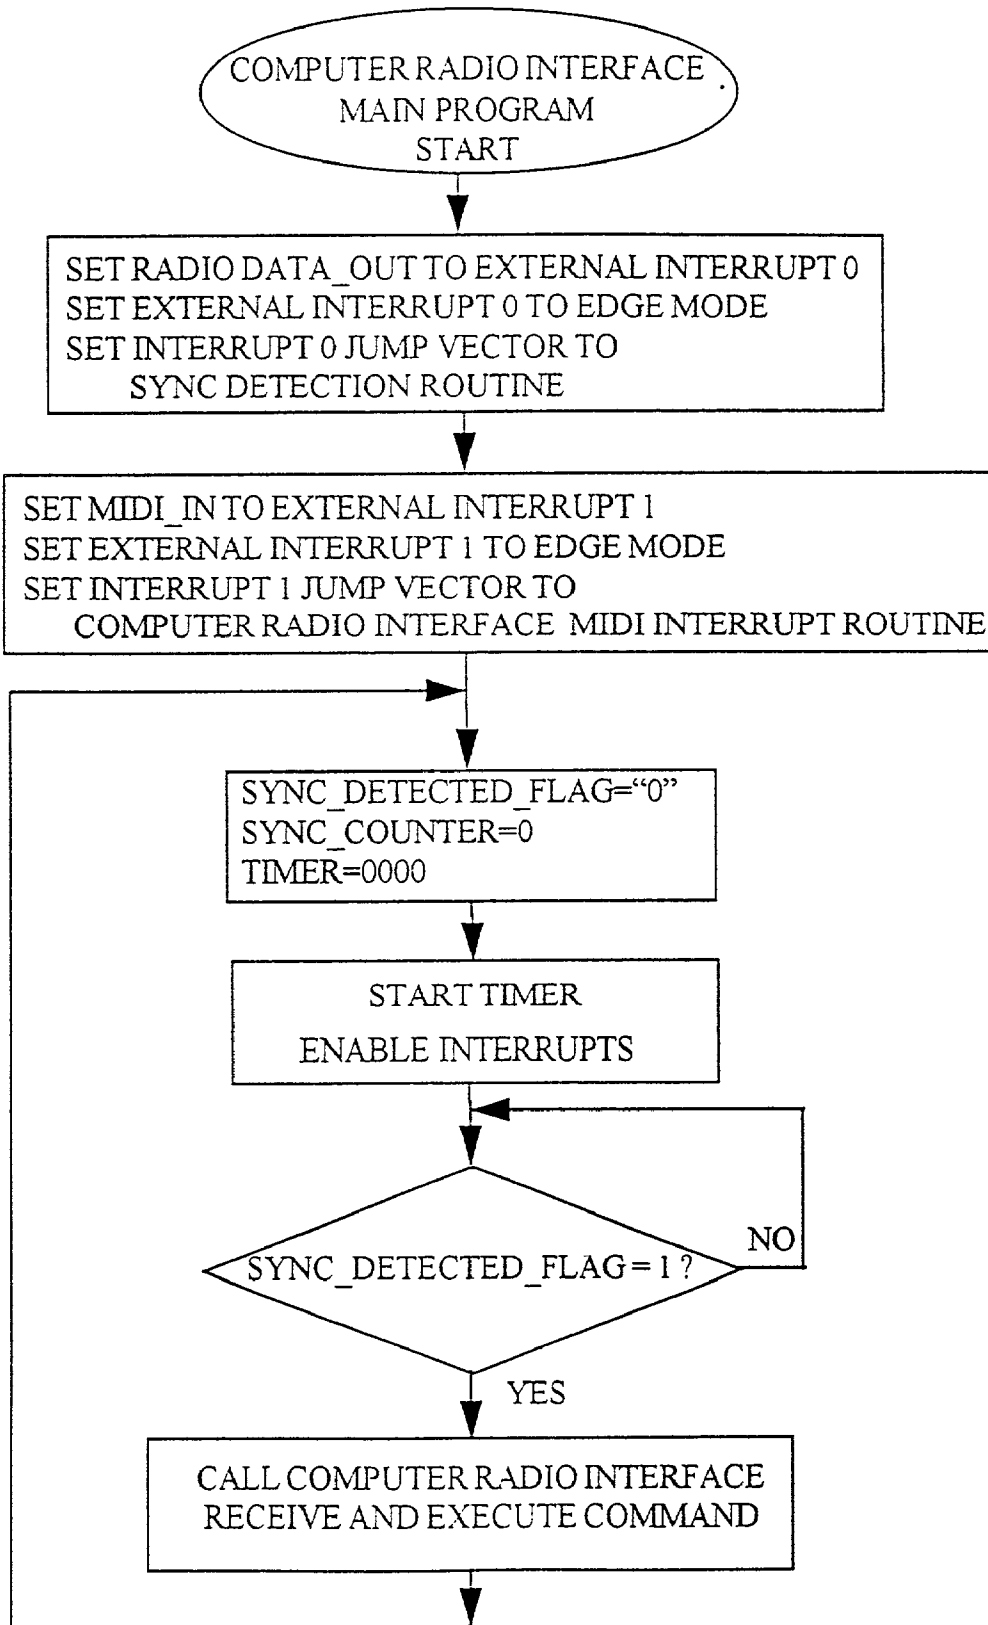 COMPUTER RADIO INTERFACE
MAIN PROGRAM
START
SET RADIO DATA_OUT TO EXTERNAL INTERRUPT 0
SET EXTERNAL INTERRUPT 0 TO EDGE MODE
SET INTERRUPT 0 JUMP VECTOR TO
SYNC DETECTION ROUTINE
SET MIDI_IN TO EXTERNAL INTERRUPT 1
SET EXTERNAL INTERRUPT 1 TO EDGE MODE
SET INTERRUPT 1 JUMP VECTOR TO
COMPUTER RADIO INTERFACE MIDI INTERRUPT ROUTINE
SYNC_DETECTED_FLAG=“0”
SYNC_COUNTER=0
TIMER=0000
START TIMER
ENABLE INTERRUPTS
SYNC_DETECTED_FLAG = 1 ?
NO
YES
CALL COMPUTER RADIO INTERFACE
RECEIVE AND EXECUTE COMMAND